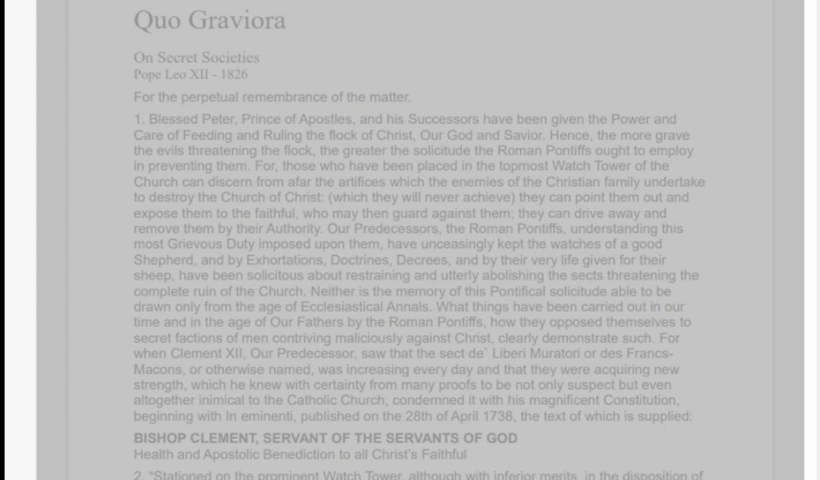 Quo Graviora
On Secret Societies
Pope Leo XII - 1826
For the perpetual remembrance of the matter.
1. Blessed Peter, Prince of Apostles, and his Successors have been given the Power and
Care of Feeding and Ruling the flock of Christ, Our God and Savior. Hence, the more grave
the evils threatening the flock, the greater the solicitude the Roman Pontiffs ought to employ
in preventing them. For, those who have been placed in the topmost Watch Tower of the
Church can discern from afar the artifices which the enemies of the Christian family undertake
to destroy the Church of Christ: (which they will never achieve) they can point them out and
expose them to the faithful, who may then guard against them; they can drive away and
remove them by their Authority. Our Predecessors, the Roman Pontiffs, understanding this
most Grievous Duty imposed upon them, have unceasingly kept the watches of a good
Shepherd, and by Exhortations, Doctrines, Decrees, and by their very life given for their
sheep, have been solicitous about restraining and utterly abolishing the sects threatening the
complete ruin of the Church. Neither is the memory of this Pontifical solicitude able to be
drawn only from the age of Ecclesiastical Annals. What things have been carried out in our
time and in the age of Our Fathers by the Roman Pontiffs, how they opposed themselves to
secret factions of men contriving maliciously against Christ, clearly demonstrate such. For
when Clement XII, Our Predecessor, saw that the sect de` Liberi Muratori or des Francs-
Macons, or otherwise named, was increasing every day and that they were acquiring new
strength, which he knew with certainty from many proofs to be not only suspect but even
altogether inimical to the Catholic Church, condemned it with his magnificent Constitution,
beginning with In eminenti, published on the 28th of April 1738, the text of which is supplied:
BISHOP CLEMENT, SERVANT OF THE SERVANTS OF GOD
Health and Apostolic Benediction to all Christ's Faithful
2. "Stationed on the prominent Watch Tower, although with inferior merits, in the disposition of